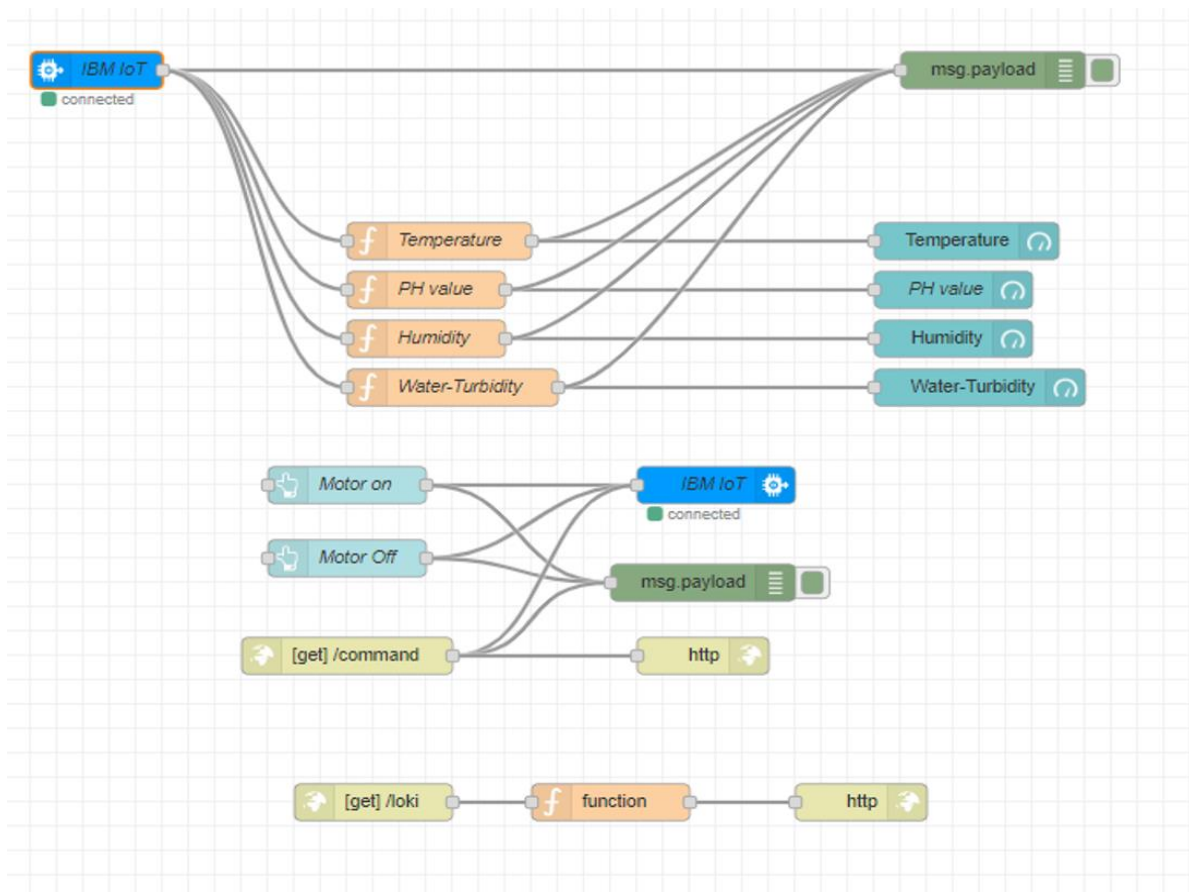 IBM IoT
msg.payload
connected
Temperature
Temperature
PH value
PH value
Humidity
Humidity
Water-Turbidity
Water-Turbidity
Motor on
IBM IoT
connected
Motor Off
msg.payload
[get] /command
http
[get] /loki
function
http